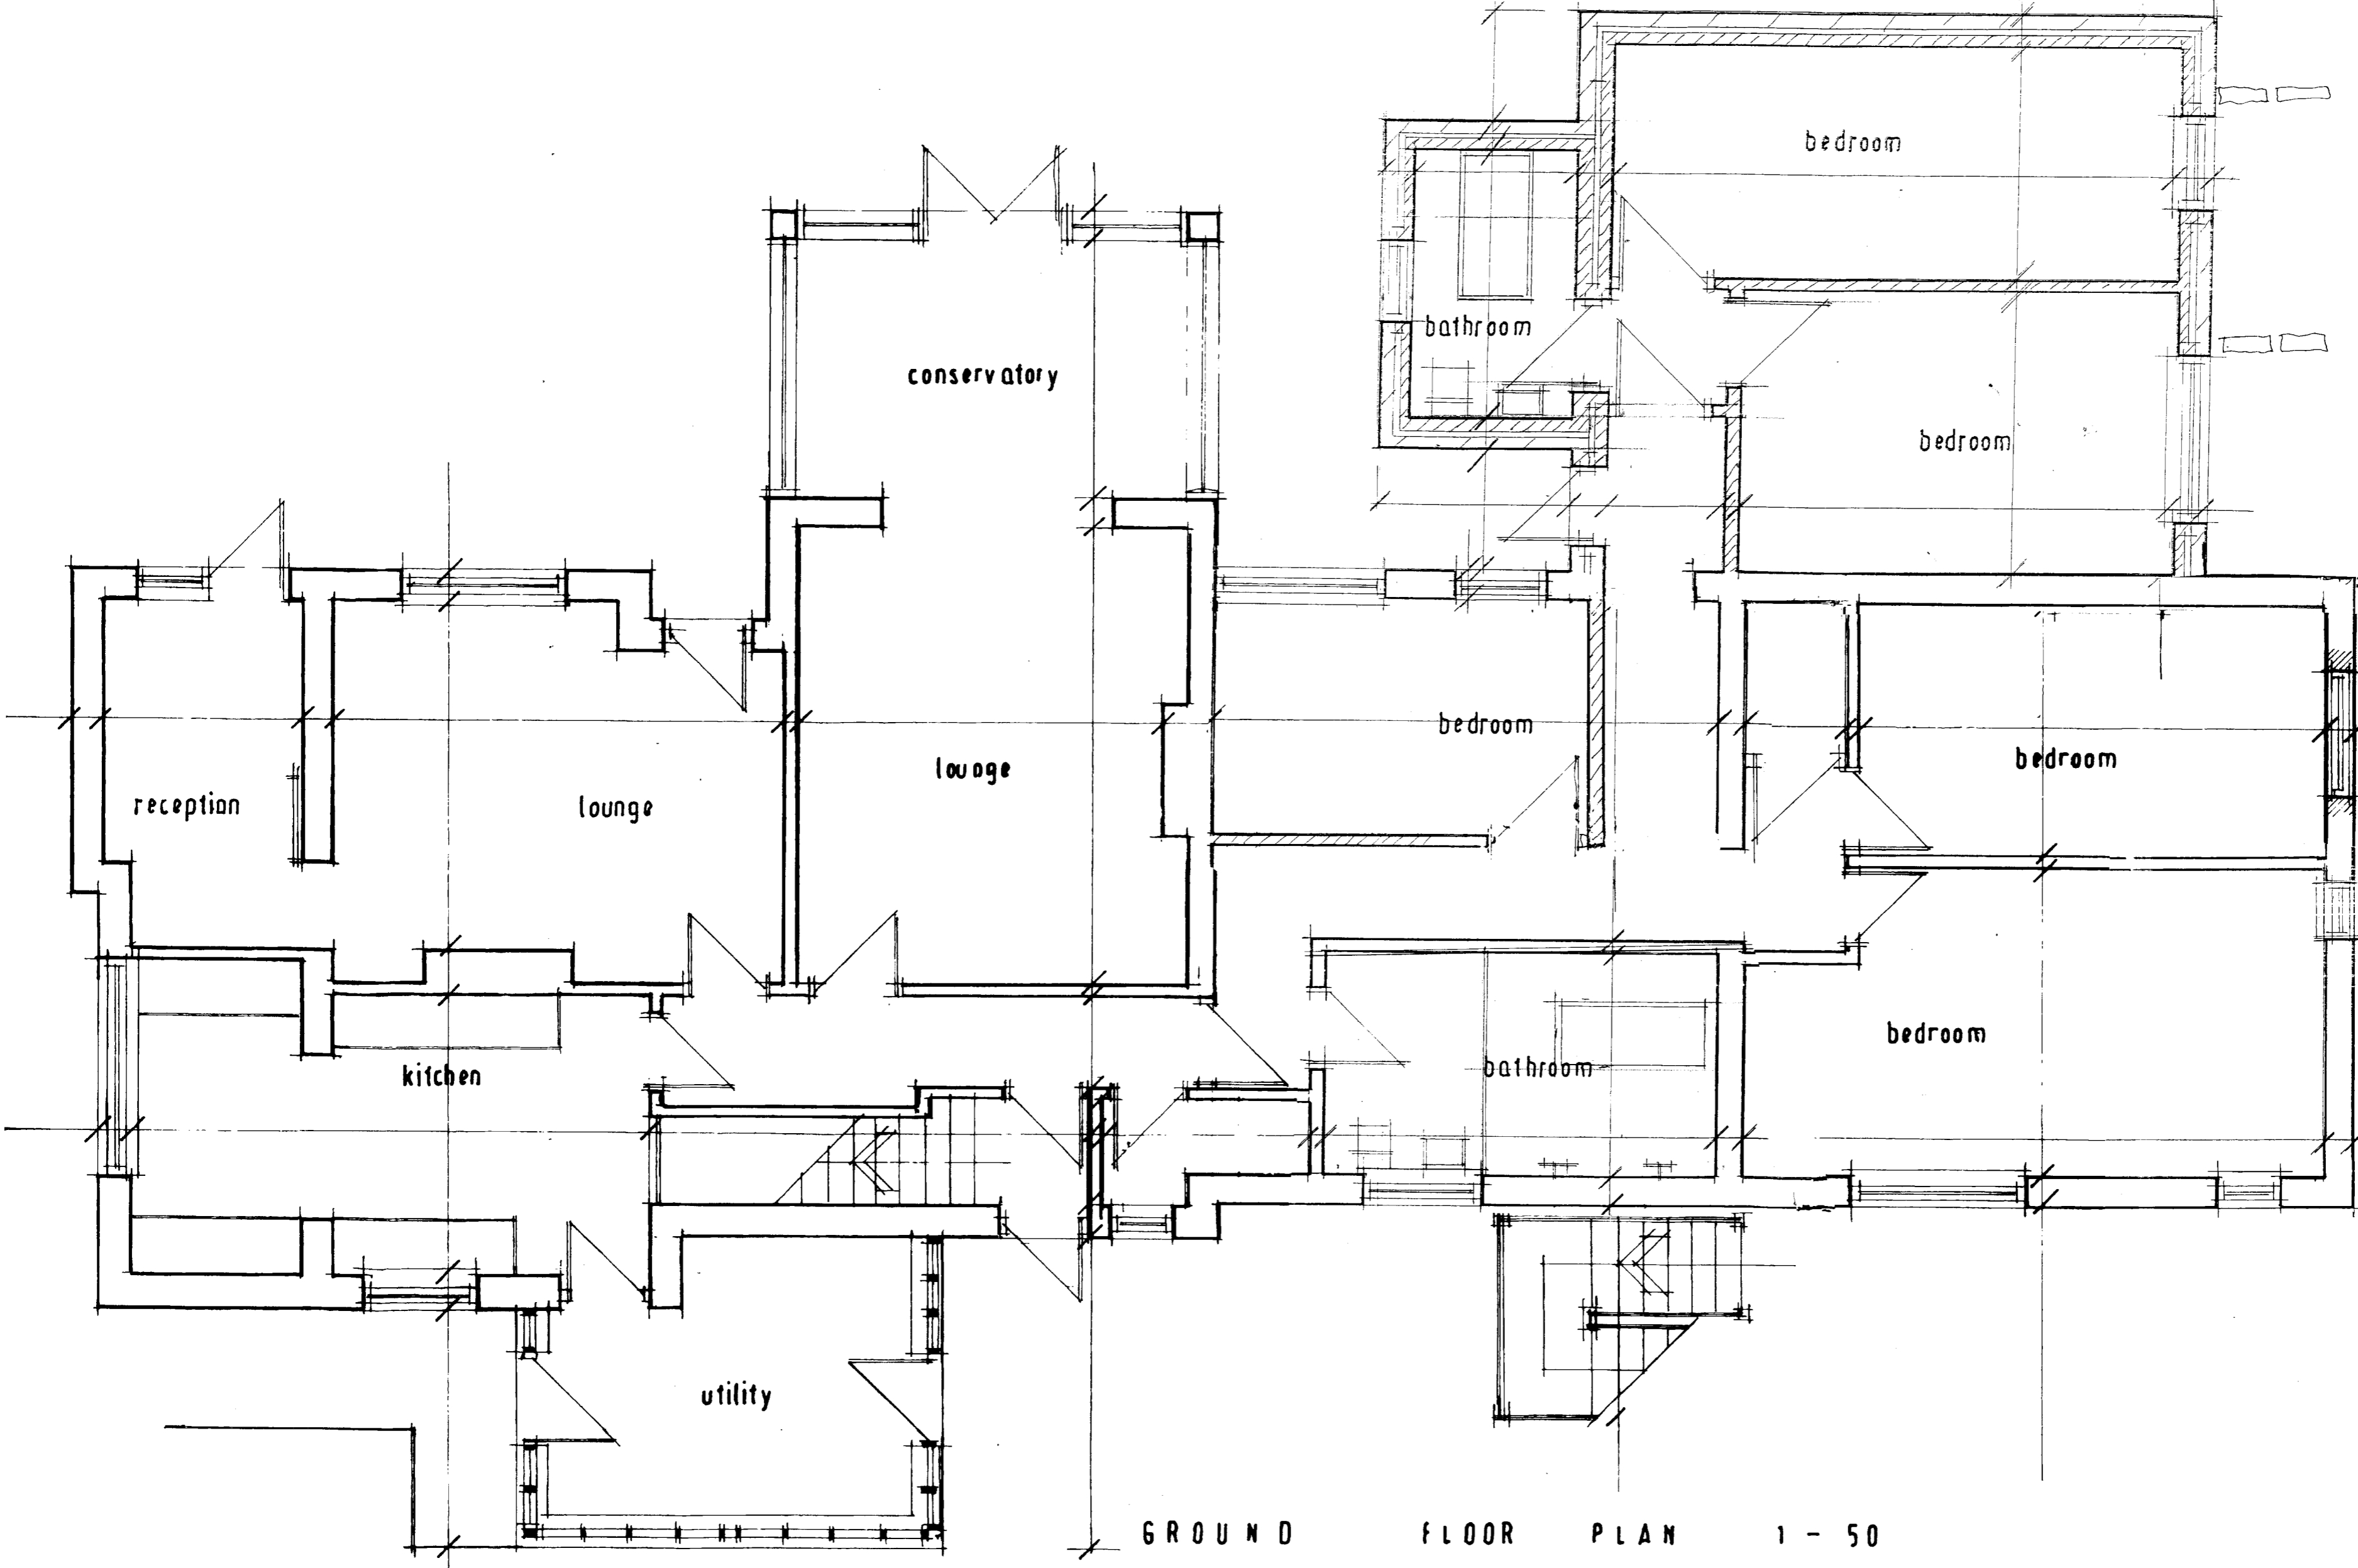 bedroom
bathroom
conservatory
bedroom
bedroom
bedroom
lounge
reception
lounge
bedroom
kitchen
bathroom
utility
GROUND FLOOR PLAN 1 - 50